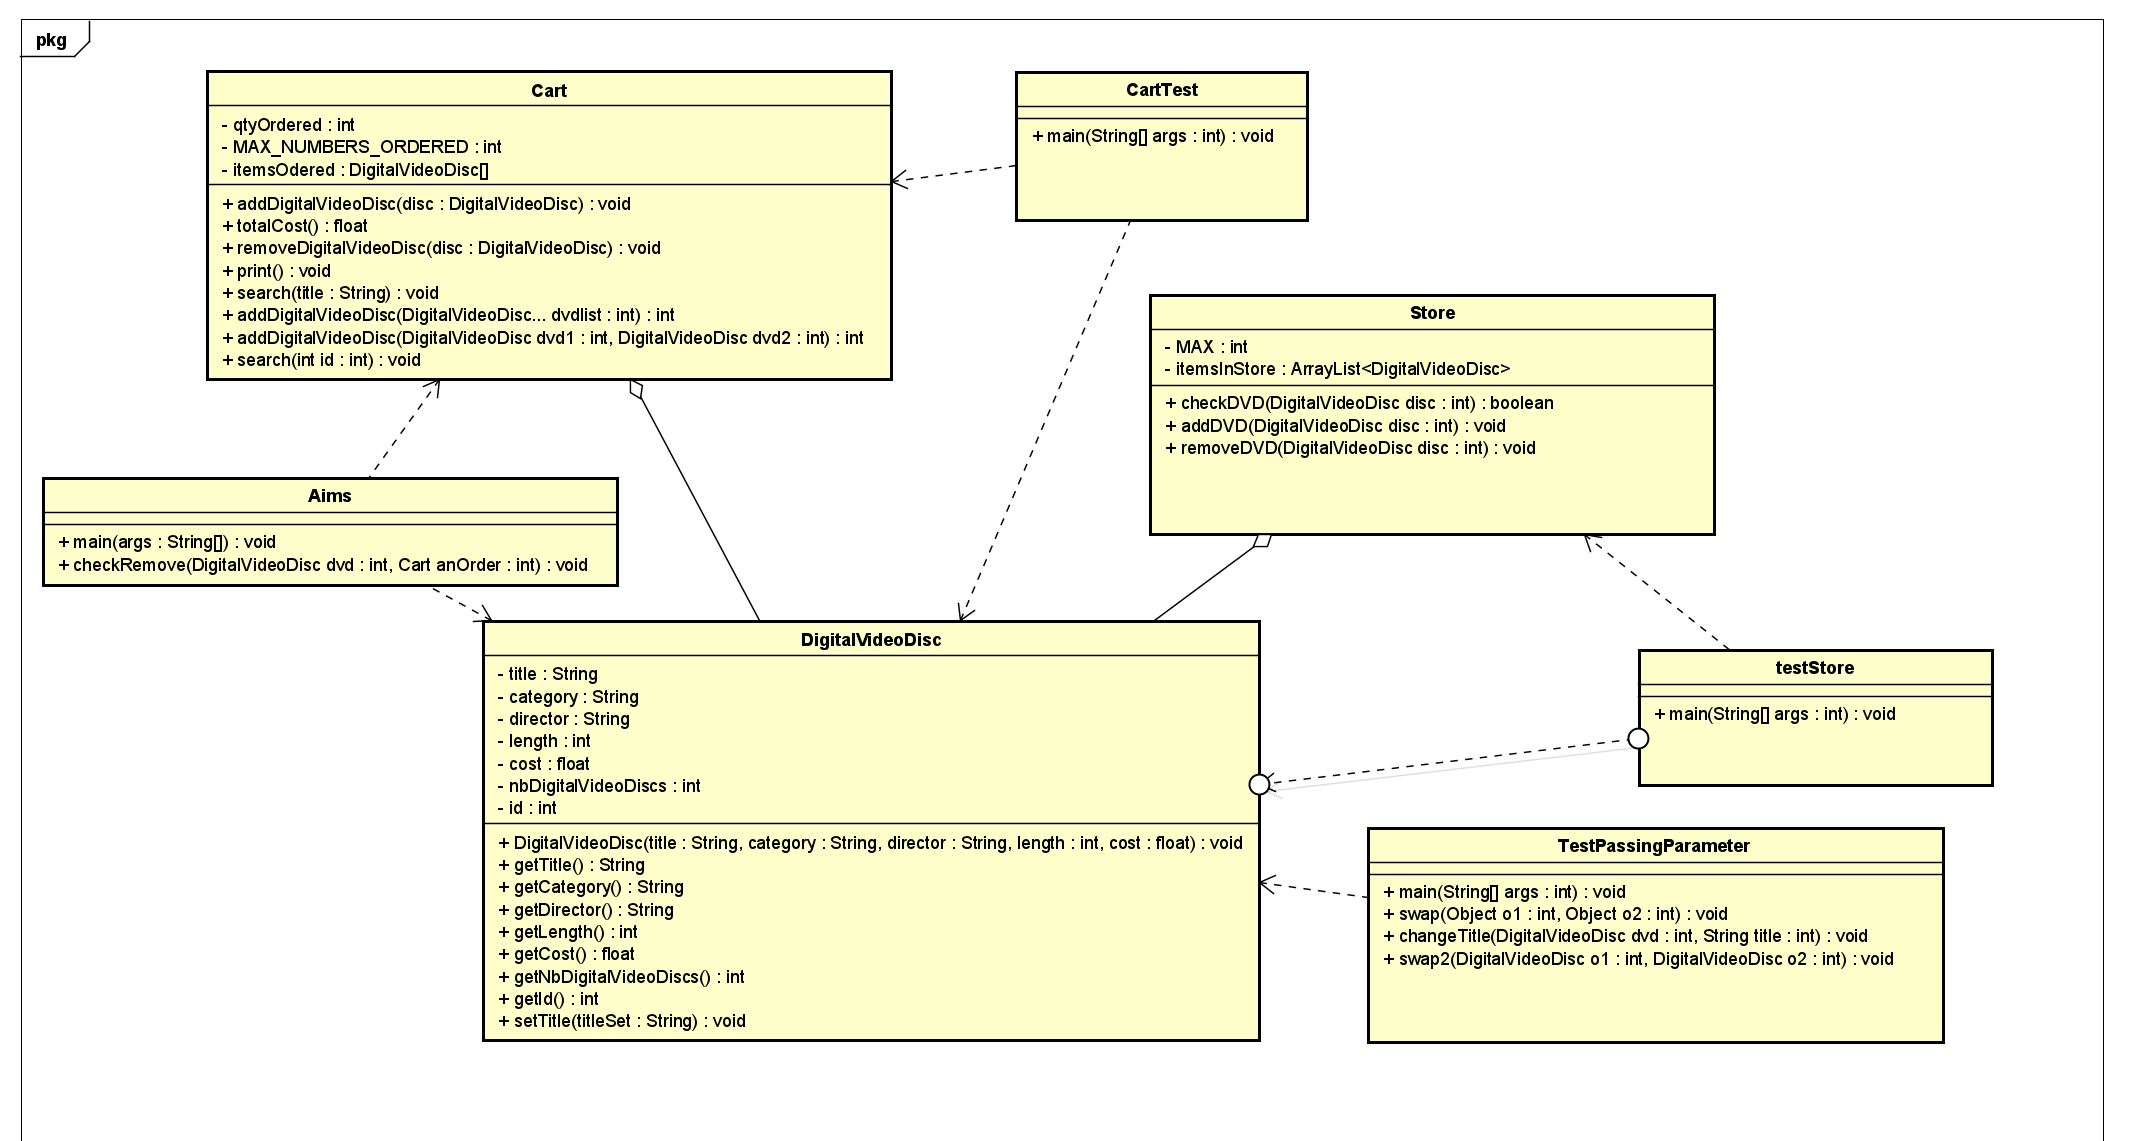 pkg
Cart
- qtyOrdered : int
- MAX_NUMBERS_ORDERED : int
- itemsOdered : DigitalVideoDisc[]
+ addDigitalVideoDisc(disc : DigitalVideoDisc) : void
+ totalCost() : float
+ removeDigitalVideoDisc(disc : DigitalVideoDisc) : void
+ print() : void
+ search(title : String) : void
+ addDigitalVideoDisc(DigitalVideoDisc... dvdlist : int) : int
+ addDigitalVideoDisc(DigitalVideoDisc dvd1 : int, DigitalVideoDisc dvd2 : int) : int
+ search(int id : int) : void
CartTest
+ main(String[] args : int) : void
Store
- MAX : int
- itemsInStore : ArrayList<DigitalVideoDisc>
+ checkDVD(DigitalVideoDisc disc : int) : boolean
+ addDVD(DigitalVideoDisc disc : int) : void
+ removeDVD(DigitalVideoDisc disc : int) : void
Aims
+ main(args : String[]) : void
+ checkRemove(DigitalVideoDisc dvd : int, Cart anOrder : int) : void
DigitalVideoDisc
- title : String
- category : String
- director : String
- length : int
- cost : float
- nbDigitalVideoDiscs : int
- id : int
+ DigitalVideoDisc(title : String, category : String, director : String, length : int, cost : float) : void
+ getTitle() : String
+ getCategory() : String
+ getDirector() : String
+ getLength() : int
+ getCost() : float
+ getNbDigitalVideoDiscs() : int
+ getId() : int
+ setTitle(titleSet : String) : void
testStore
+ main(String[] args : int) : void
TestPassingParameter
+ main(String[] args : int) : void
+ swap(Object o1 : int, Object o2 : int) : void
+ changeTitle(DigitalVideoDisc dvd : int, String title : int) : void
+ swap2(DigitalVideoDisc o1 : int, DigitalVideoDisc o2 : int) : void